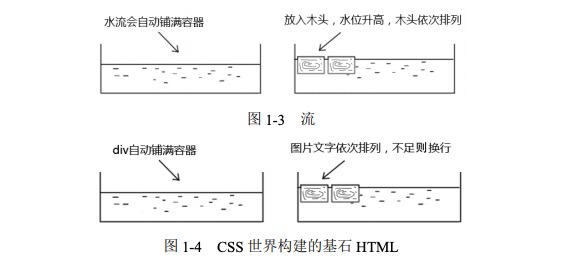 水流会自动铺满容器
放入木头，水位升高，木头依次排列
图 1-3 流
div自动铺满容器
图片文字依次排列，不足则换行
图 1-4 CSS 世界构建的基石 HTML